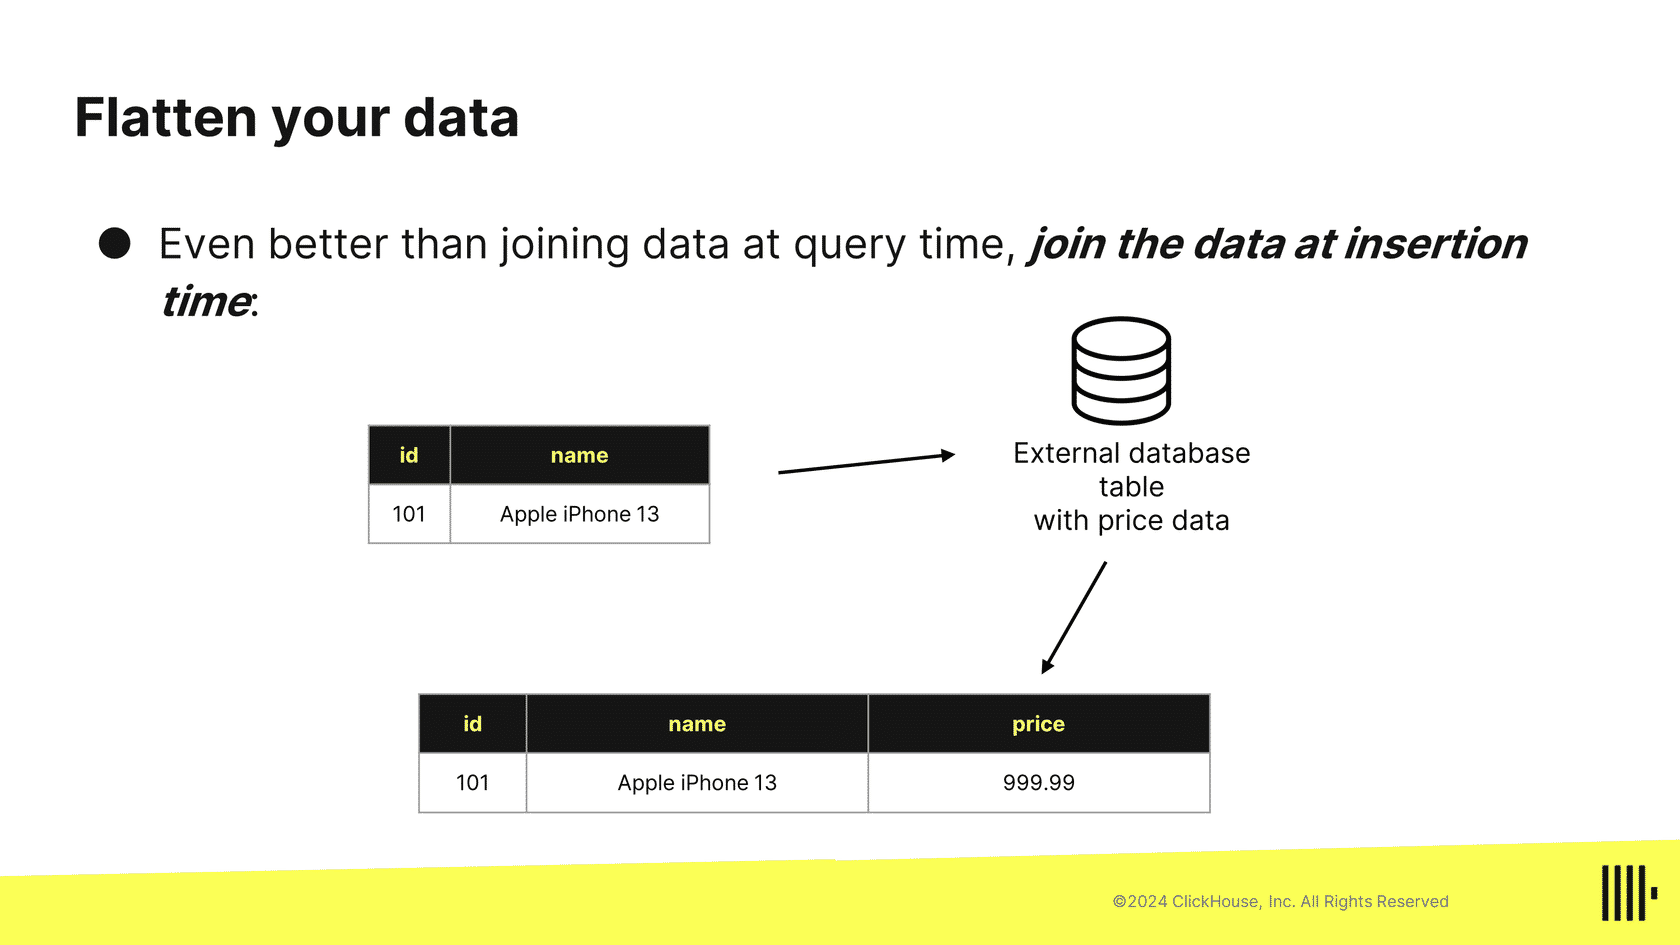 Flatten your data
● Even better than joining data at query time, join the data at insertion
time:
id name
101 Apple iPhone 13
External database
table
with price data
id name price
101 Apple iPhone 13 999.99
©2024 ClickHouse, Inc. All Rights Reserved